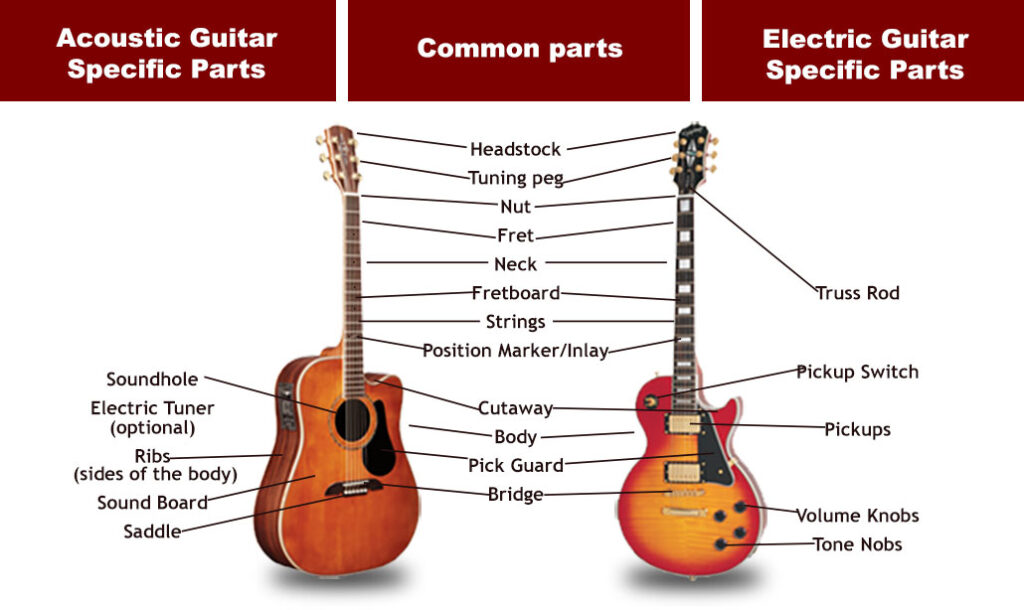 Acoustic Guitar
Specific Parts
Common parts
Electric Guitar
Specific Parts
Headstock
Tuning peg
Nut
Fret
Neck
Fretboard
Strings
Position Marker/Inlay
Cutaway
Body
Pick Guard
Bridge
Soundhole
Electric Tuner
(optional)
Ribs
(sides of the body)
Sound Board
Saddle
Truss Rod
Pickup Switch
Pickups
Volume Knobs
Tone Nobs